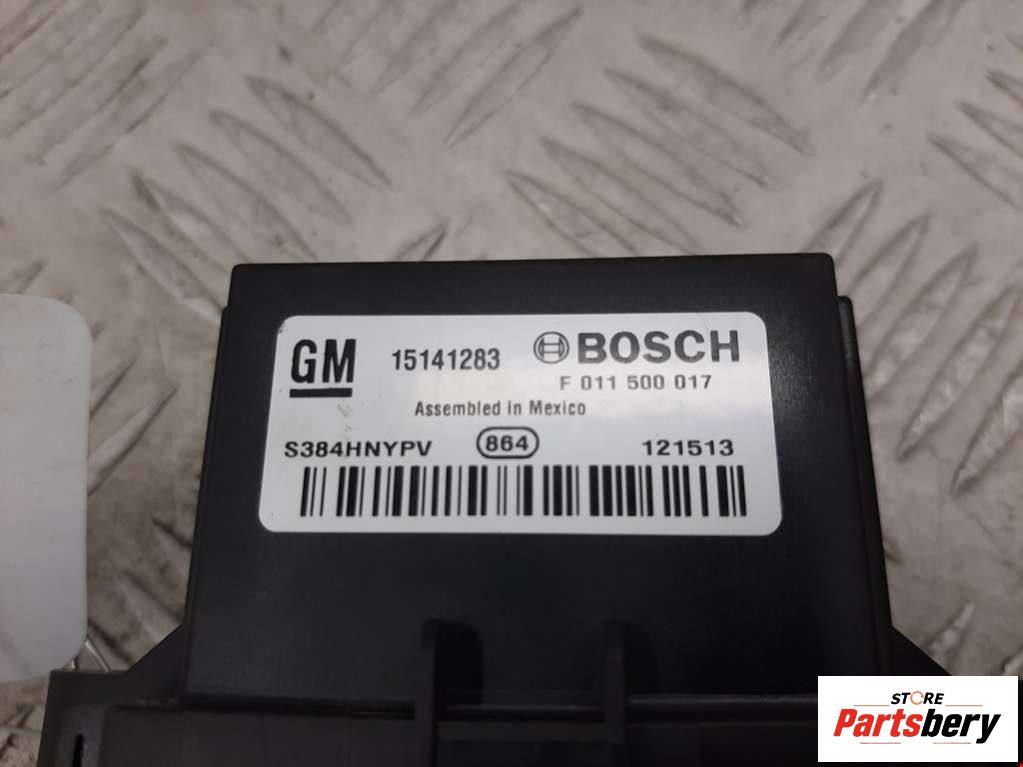 GM 15141283 BOSCH
F 011 500 017
Assembled in Mexico
S384HNYPV 864 121513
STORE
Partsbery